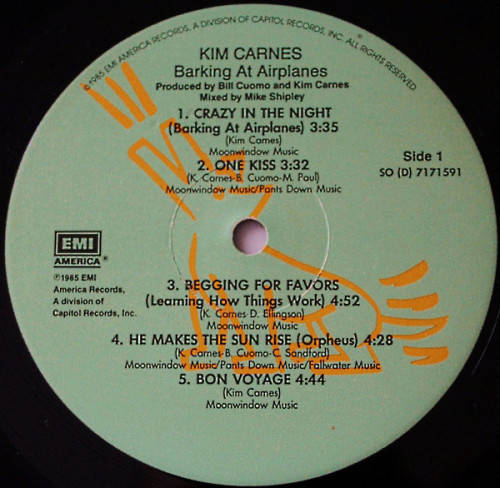 ©1985 EMI AMERICA RECORDS, A DIVISION OF CAPITOL RECORDS, INC. ALL RIGHTS RESERVED.
KIM CARNES
Barking At Airplanes
Produced by Bill Cuomo and Kim Carnes
Mixed by Mike Shipley
1. CRAZY IN THE NIGHT
(Barking At Airplanes) 3:35
(Kim Carnes)
Moonwindow Music
2. ONE KISS 3:32
(K. Carnes-B. Cuomo-M. Paul)
Moonwindow Music/Pants Down Music
Side 1
SO (D) 7171591
EMI
AMERICA®
℗1985 EMI
America Records,
A division of
Capitol Records, Inc.
3. BEGGING FOR FAVORS
(Learning How Things Work) 4:52
(K. Carnes-D. Ellingson)
Moonwindow Music
4. HE MAKES THE SUN RISE (Orpheus) 4:28
(K. Carnes-B. Cuomo-C. Sandford)
Moonwindow Music/Pants Down Music/Fallwater Music
5. BON VOYAGE 4:44
(Kim Carnes)
Moonwindow Music